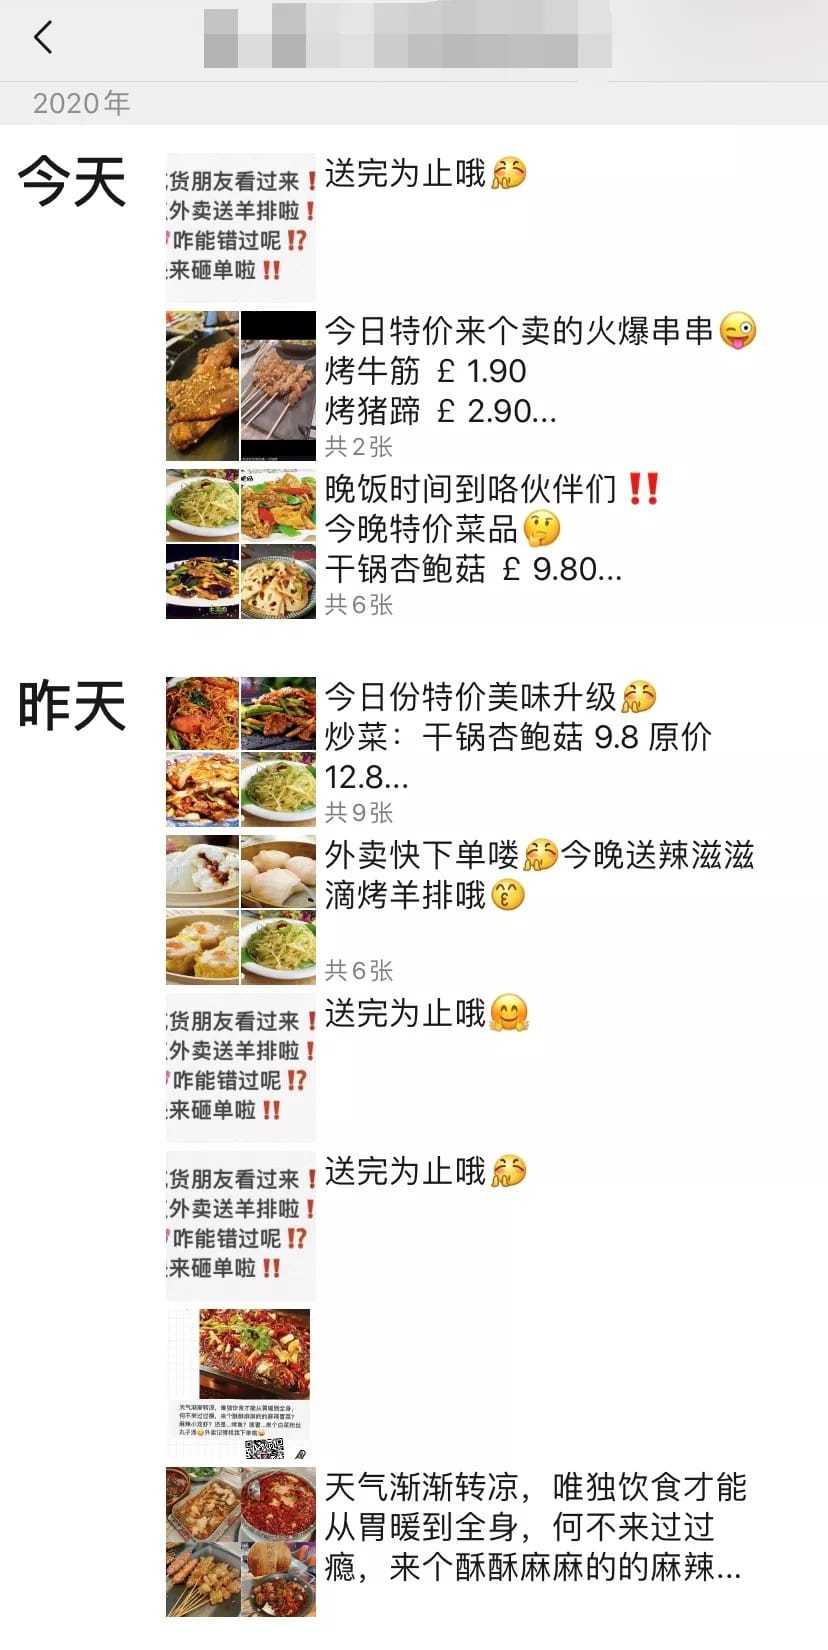 2020年
今天
货朋友看过来❗
外卖送羊排啦❗
咋能错过呢⁉️
来砸单啦‼️
送完为止哦
今日特价来个卖的火爆串串😜
烤牛筋 £ 1.90
烤猪蹄 £ 2.90...
共2张
晚饭时间到咯伙伴们‼️
今晚特价菜品🤔
干锅杏鲍菇 £ 9.80...
共6张
昨天
今日份特价美味升级
炒菜：干锅杏鲍菇 9.8 原价
12.8...
共9张
外卖快下单喽今晚送辣滋滋
滴烤羊排哦😙
共6张
货朋友看过来❗
外卖送羊排啦❗
咋能错过呢⁉️
来砸单啦‼️
送完为止哦🤗
货朋友看过来❗
外卖送羊排啦❗
咋能错过呢⁉️
来砸单啦‼️
送完为止哦
天气渐渐转凉，唯独饮食才能从胃暖到全身，
何不来过过瘾，来个酥酥麻麻的的麻辣
天气渐渐转凉，唯独饮食才能
从胃暖到全身，何不来过过
瘾，来个酥酥麻麻的的麻辣...